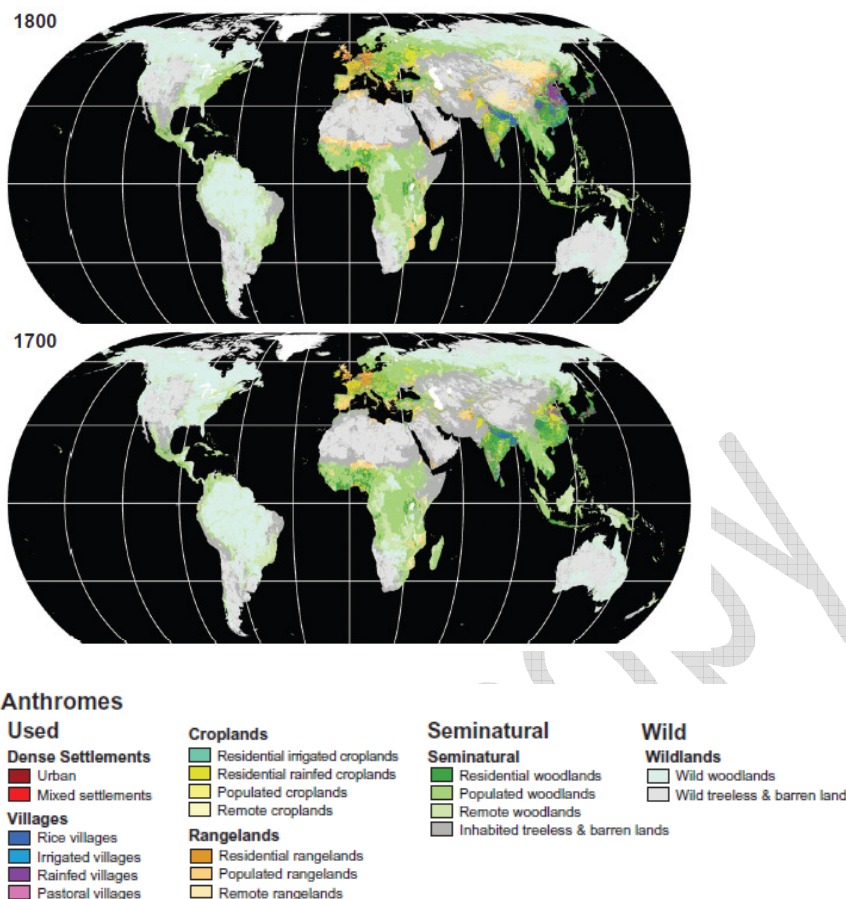 1800
1700
Anthromes
Used
Dense Settlements
Urban
Mixed settlements
Villages
Rice villages
Irrigated villages
Rainfed villages
Pastoral villages
Croplands
Residential irrigated croplands
Residential rainfed croplands
Populated croplands
Remote croplands
Rangelands
Residential rangelands
Populated rangelands
Remote rangelands
Seminatural
Seminatural
Residential woodlands
Populated woodlands
Remote woodlands
Inhabited treeless & barren lands
Wild
Wildlands
Wild woodlands
Wild treeless & barren land